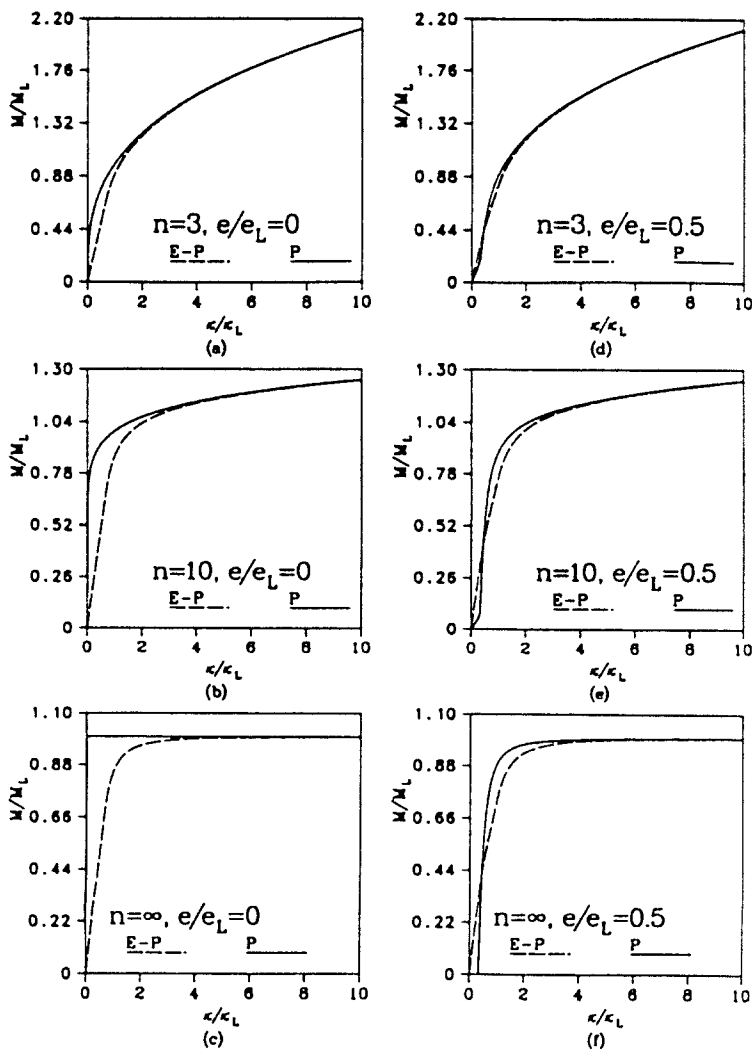 2.20
1.76
1.32
0.88
0.44
0
M/M_L
n=3, e/e_L=0
E-P P
0 2 4 6 8 10
κ/κ_L
(a)
2.20
1.76
1.32
0.88
0.44
0
M/M_L
n=3, e/e_L=0.5
E-P P
0 2 4 6 8 10
κ/κ_L
(d)
1.30
1.04
0.78
0.52
0.26
0
M/M_L
n=10, e/e_L=0
E-P P
0 2 4 6 8 10
κ/κ_L
(b)
1.30
1.04
0.78
0.52
0.26
0
M/M_L
n=10, e/e_L=0.5
E-P P
0 2 4 6 8 10
κ/κ_L
(e)
1.10
0.88
0.66
0.44
0.22
0
M/M_L
n=∞, e/e_L=0
E-P P
0 2 4 6 8 10
κ/κ_L
(c)
1.10
0.88
0.66
0.44
0.22
0
M/M_L
n=∞, e/e_L=0.5
E-P P
0 2 4 6 8 10
κ/κ_L
(f)